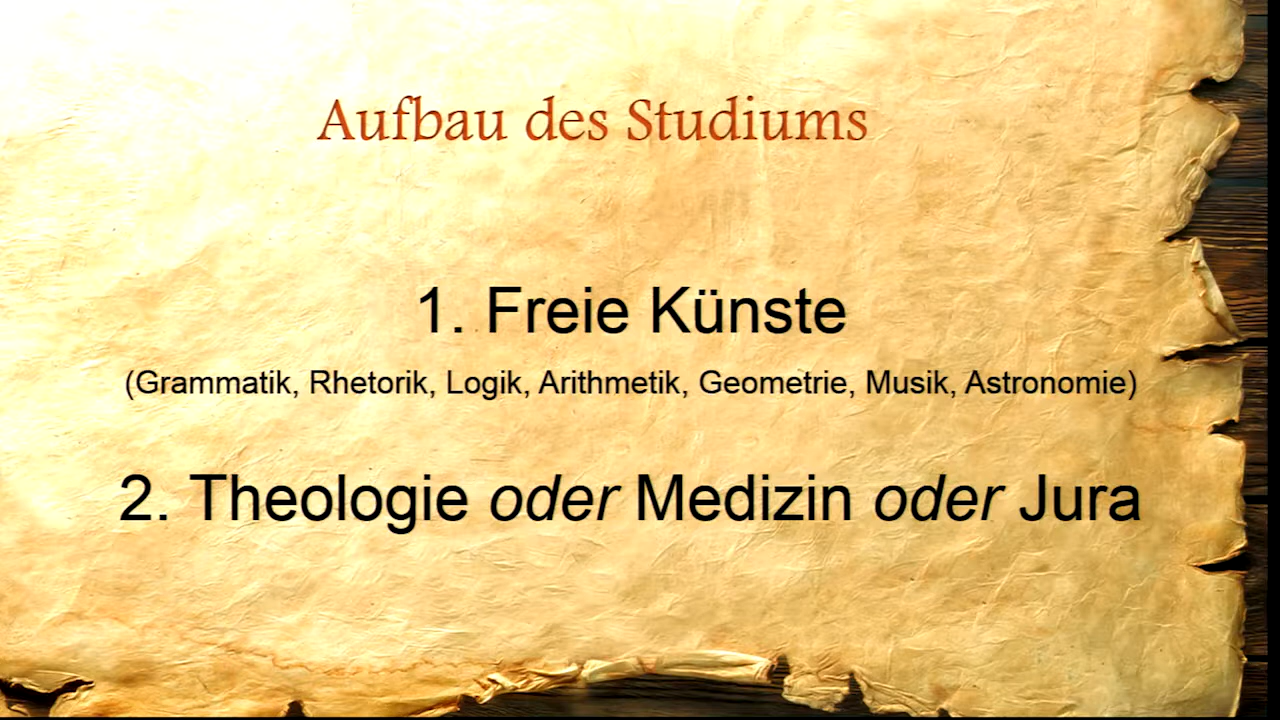 Aufbau des Studiums
1. Freie Künste
(Grammatik, Rhetorik, Logik, Arithmetik, Geometrie, Musik, Astronomie)
2. Theologie oder Medizin oder Jura